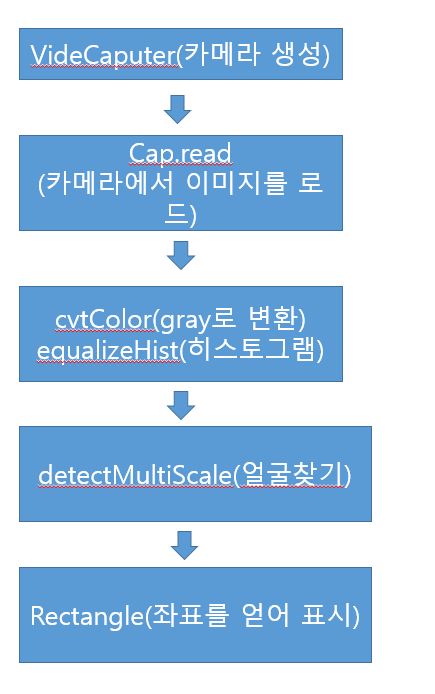 VideCaputer(카메라 생성)
Cap.read
(카메라에서 이미지를 로
드)
cvtColor(gray로 변환)
equalizeHist(히스토그램)
detectMultiScale(얼굴찾기)
Rectangle(좌표를 얻어 표시)